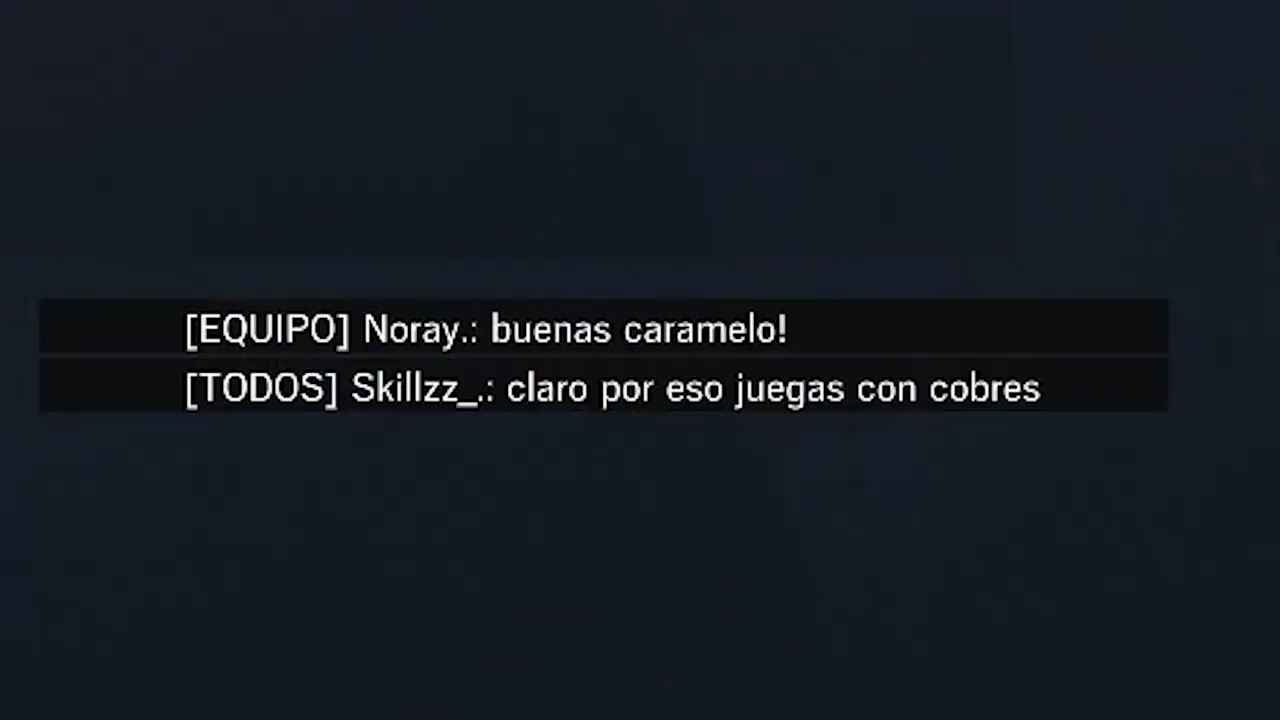 [EQUIPO] Noray.: buenas caramelo!
[TODOS] Skillzz_.: claro por eso juegas con cobres